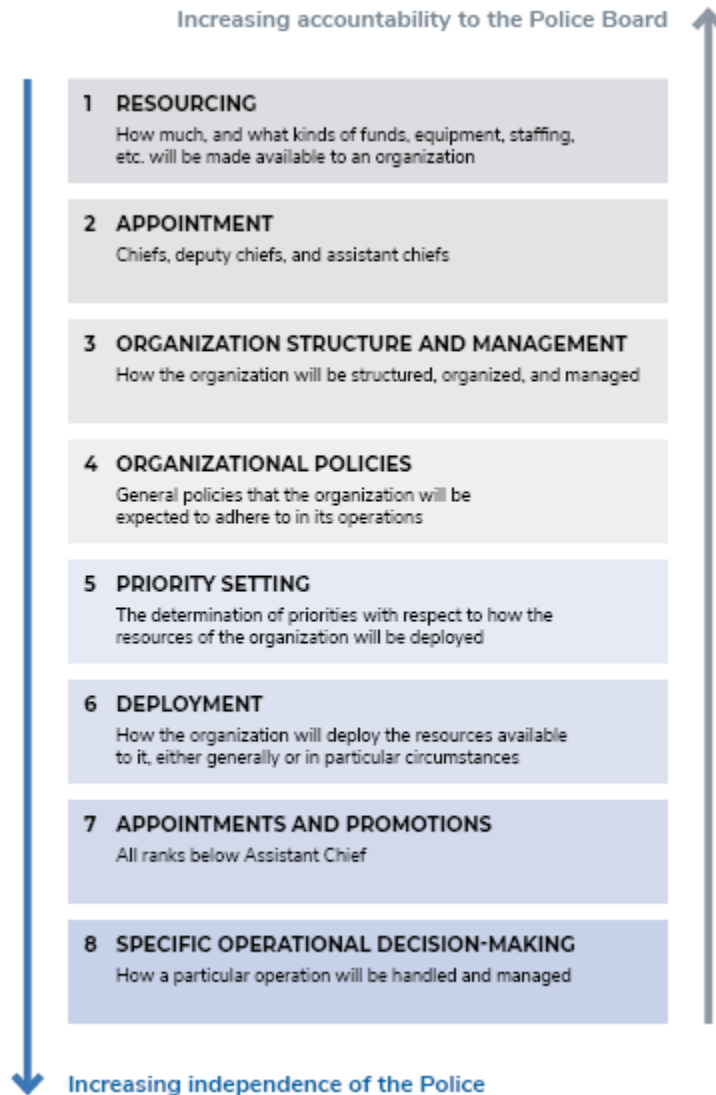 Increasing accountability to the Police Board
1 RESOURCING
How much, and what kinds of funds, equipment, staffing,
etc. will be made available to an organization
2 APPOINTMENT
Chiefs, deputy chiefs, and assistant chiefs
3 ORGANIZATION STRUCTURE AND MANAGEMENT
How the organization will be structured, organized, and managed
4 ORGANIZATIONAL POLICIES
General policies that the organization will be
expected to adhere to in its operations
5 PRIORITY SETTING
The determination of priorities with respect to how the
resources of the organization will be deployed
6 DEPLOYMENT
How the organization will deploy the resources available
to it, either generally or in particular circumstances
7 APPOINTMENTS AND PROMOTIONS
All ranks below Assistant Chief
8 SPECIFIC OPERATIONAL DECISION-MAKING
How a particular operation will be handled and managed
Increasing independence of the Police